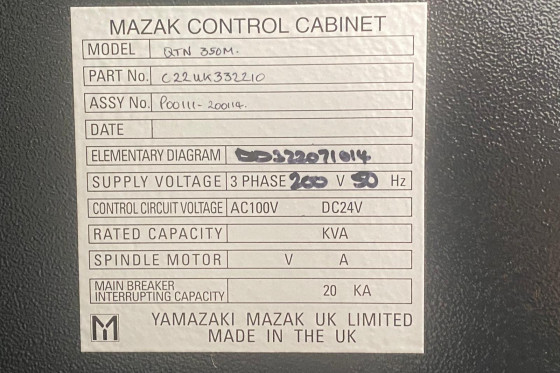 MAZAK CONTROL CABINET
MODEL QTN 350M.
PART No. C22UK332210
ASSY No. P00111-200114.
DATE
ELEMENTARY DIAGRAM
SUPPLY VOLTAGE 3 PHASE 200 V 50 Hz
CONTROL CIRCUIT VOLTAGE AC100V DC24V
RATED CAPACITY KVA
SPINDLE MOTOR V A
MAIN BREAKER
INTERRUPTING CAPACITY 20 KA
YAMAZAKI MAZAK UK LIMITED
MADE IN THE UK